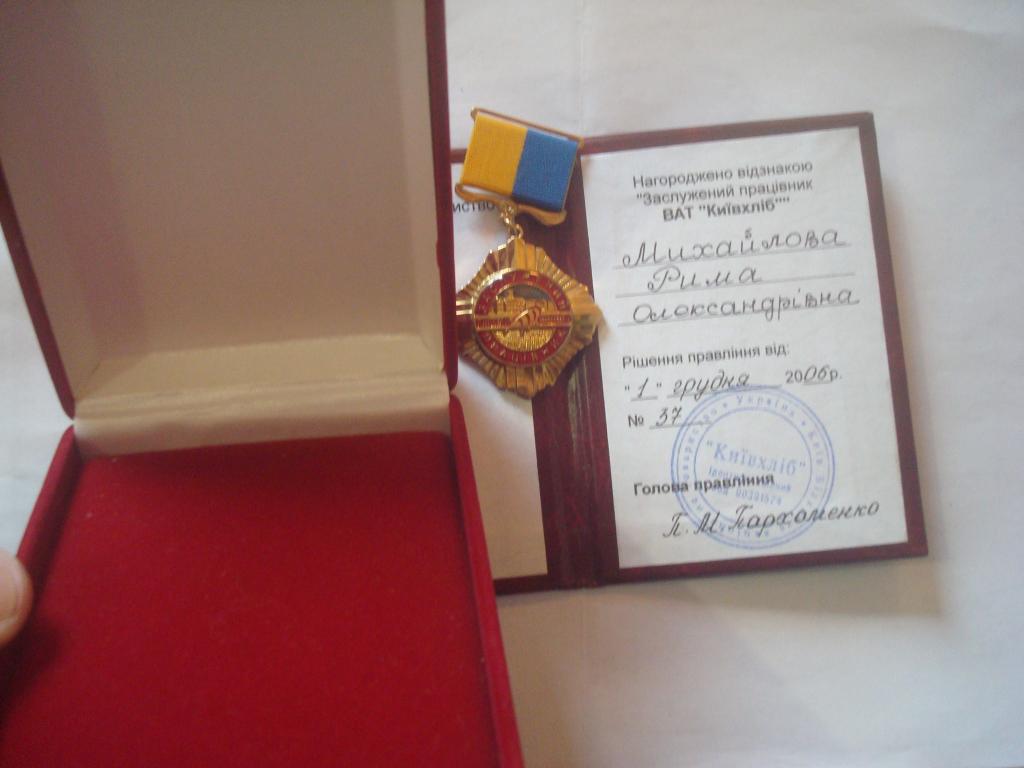 Нагороджено відзнакою
"Заслужений працівник
ВАТ "Київхліб""
Михайлова
Рима
Олександрівна
Рішення правління від:
"1" грудня 2006р.
№ 37
"Київхліб"
Голова правління
П. М. Пархоменко